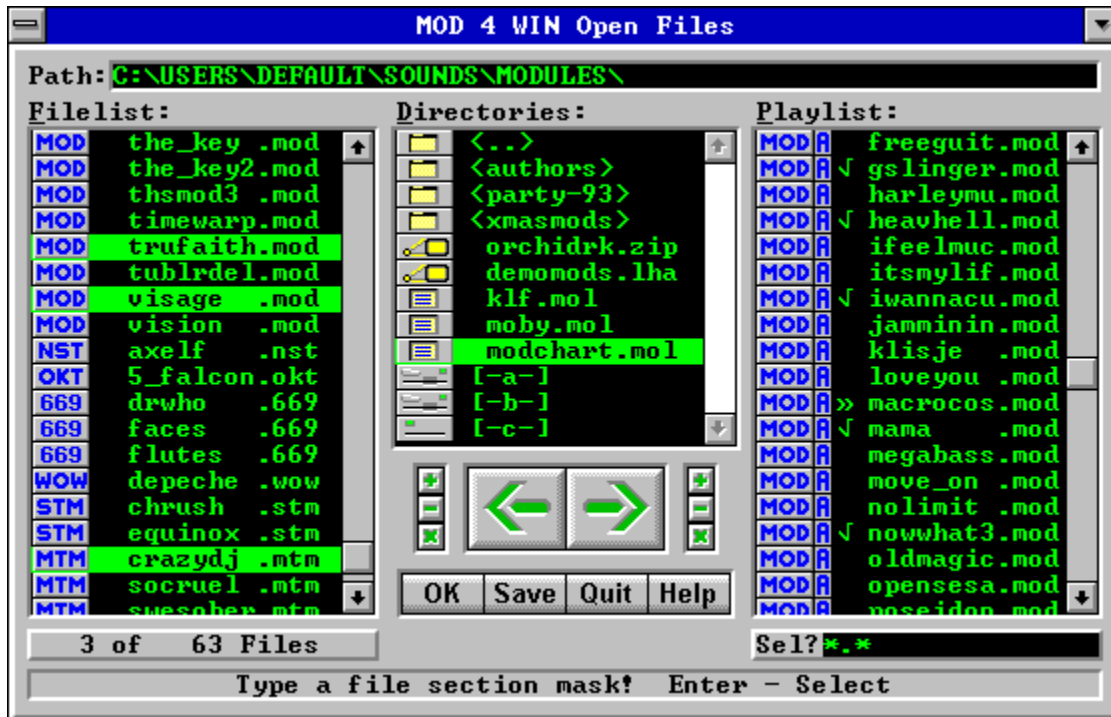 MOD 4 WIN Open Files
Path: C:\USERS\DEFAULT\SOUNDS\MODULES\
Filelist:
MOD the_key .mod
MOD the_key2.mod
MOD thsmod3 .mod
MOD timewarp.mod
MOD trufaith.mod
MOD tublrdel.mod
MOD visage .mod
MOD vision .mod
NST axelf .nst
OKT 5_falcon.okt
669 drwho .669
669 faces .669
669 flutes .669
WOW depeche .wow
STM chrush .stm
STM equinox .stm
MTM crazydj .mtm
MTM socruel .mtm
MTM swesober.mtm
3 of 63 Files
Directories:
<..>
<authors>
<party-93>
<xmasmods>
orchidrk.zip
demomods.lha
klf.mol
moby.mol
modchart.mol
[-a-]
[-b-]
[-c-]
OK Save Quit Help
Playlist:
MOD A freeguit.mod
MOD A √ gslinger.mod
MOD A harleymu.mod
MOD A √ heavhell.mod
MOD A ifeelmuc.mod
MOD A itsmylif.mod
MOD A √ iwannacu.mod
MOD A jamminin.mod
MOD A klisje .mod
MOD A loveyou .mod
MOD A » macrocos.mod
MOD A √ mama .mod
MOD A megabass.mod
MOD A move_on .mod
MOD A nolimit .mod
MOD A √ nowwhat3.mod
MOD A oldmagic.mod
MOD A opensesa.mod
MOD A poseidon.mod
Sel? *.*
Type a file section mask! Enter - Select